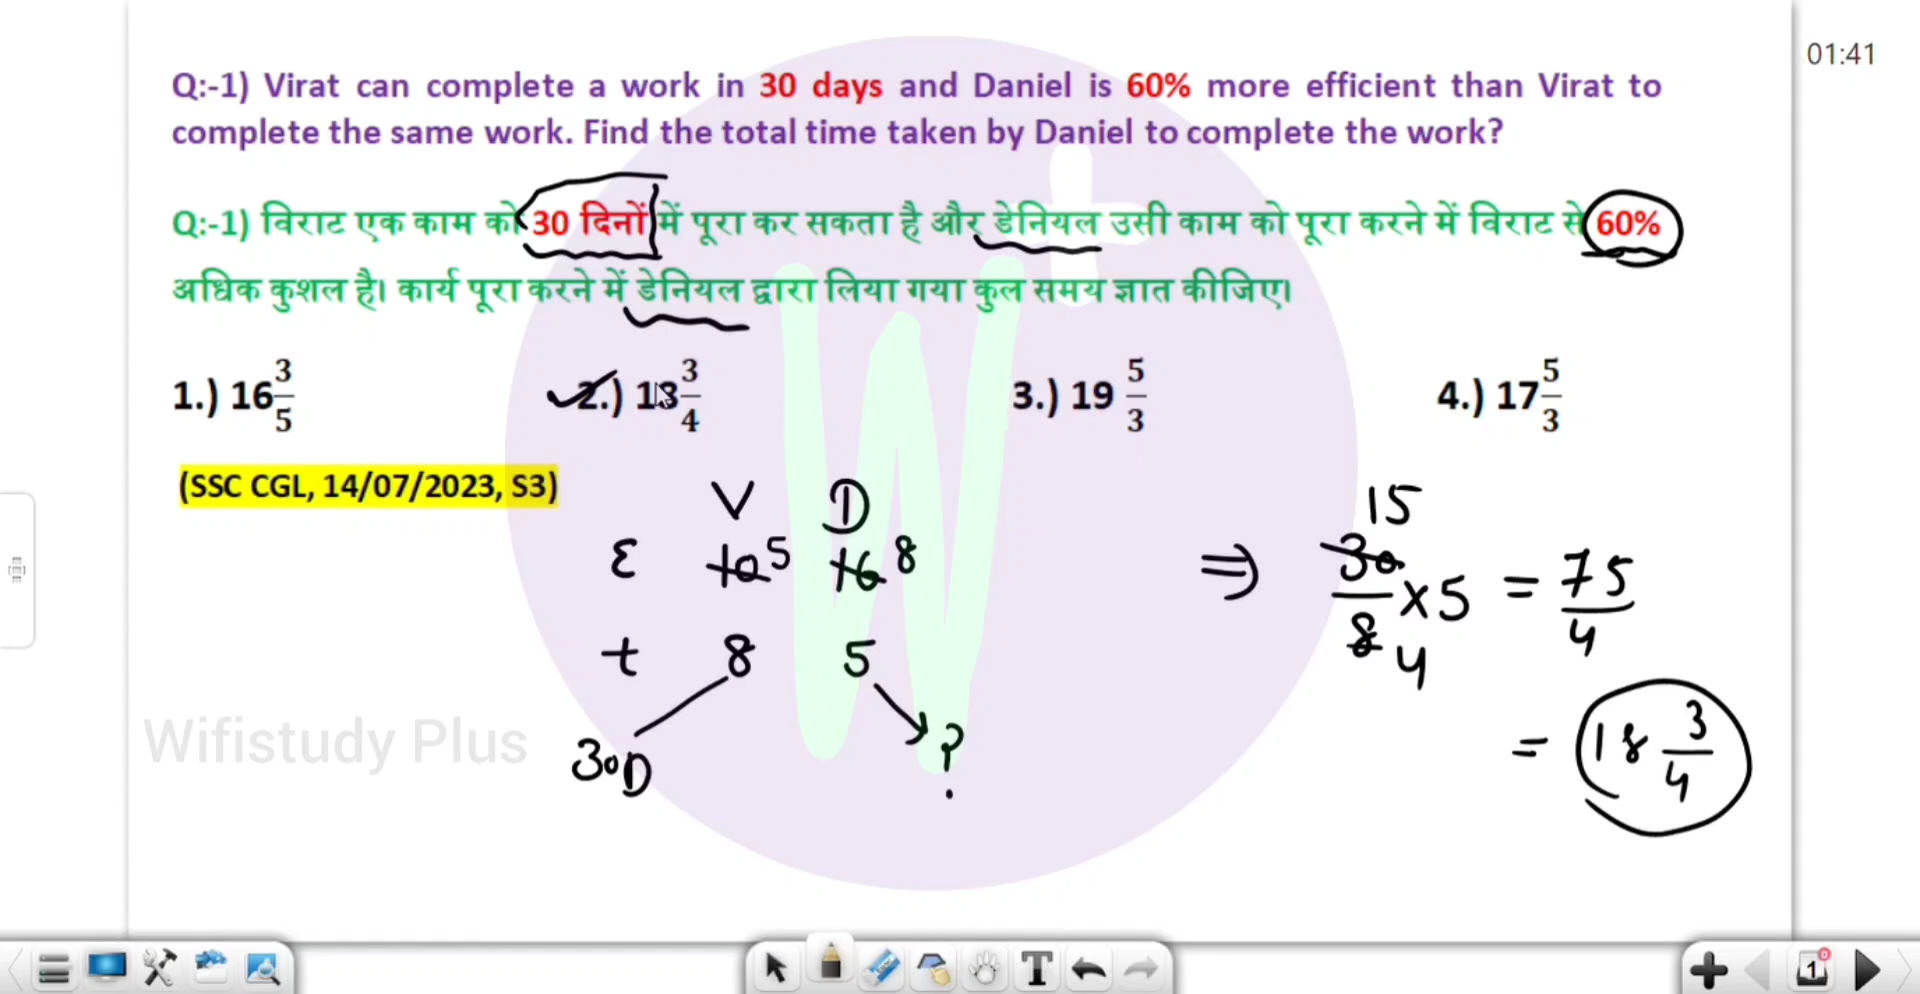 01:41
Q:-1) Virat can complete a work in 30 days and Daniel is 60% more efficient than Virat to
complete the same work. Find the total time taken by Daniel to complete the work?
Q:-1) विराट एक काम को 30 दिनों में पूरा कर सकता है और डेनियल उसी काम को पूरा करने में विराट से 60%
अधिक कुशल है। कार्य पूरा करने में डेनियल द्वारा लिया गया कुल समय ज्ञात कीजिए।
1.) 16 3/5 2.) 18 3/4 3.) 19 5/3 4.) 17 5/3
(SSC CGL, 14/07/2023, S3)
V D
ε 10 5 16 8
t 8 5
30D ?
15
⇒ 30/8 × 5 = 75/4
4
= 18 3/4
Wifistudy Plus
T
1
0